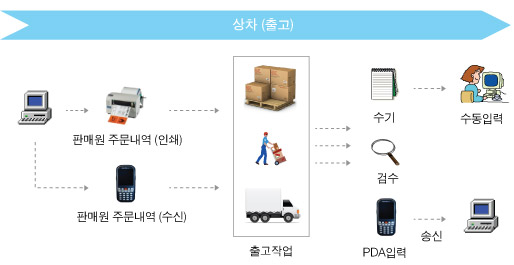 상차 (출고)
판매원 주문내역 (인쇄)
판매원 주문내역 (수신)
출고작업
수기
수동입력
검수
PDA입력
송신